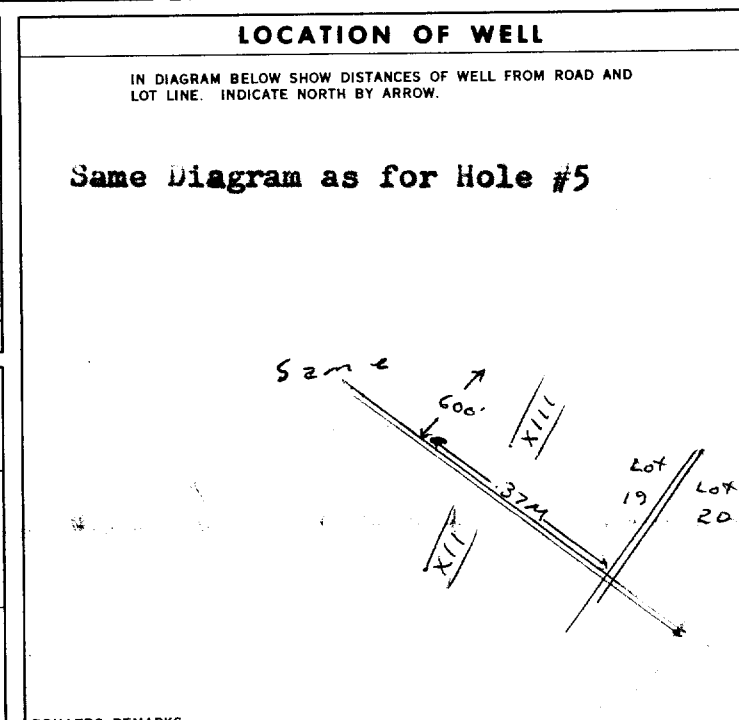 LOCATION OF WELL
IN DIAGRAM BELOW SHOW DISTANCES OF WELL FROM ROAD AND
LOT LINE. INDICATE NORTH BY ARROW.
Same Diagram as for Hole #5
Same
600'
XIII
.37M
Lot
19
Lot
20
XII
REMARKS